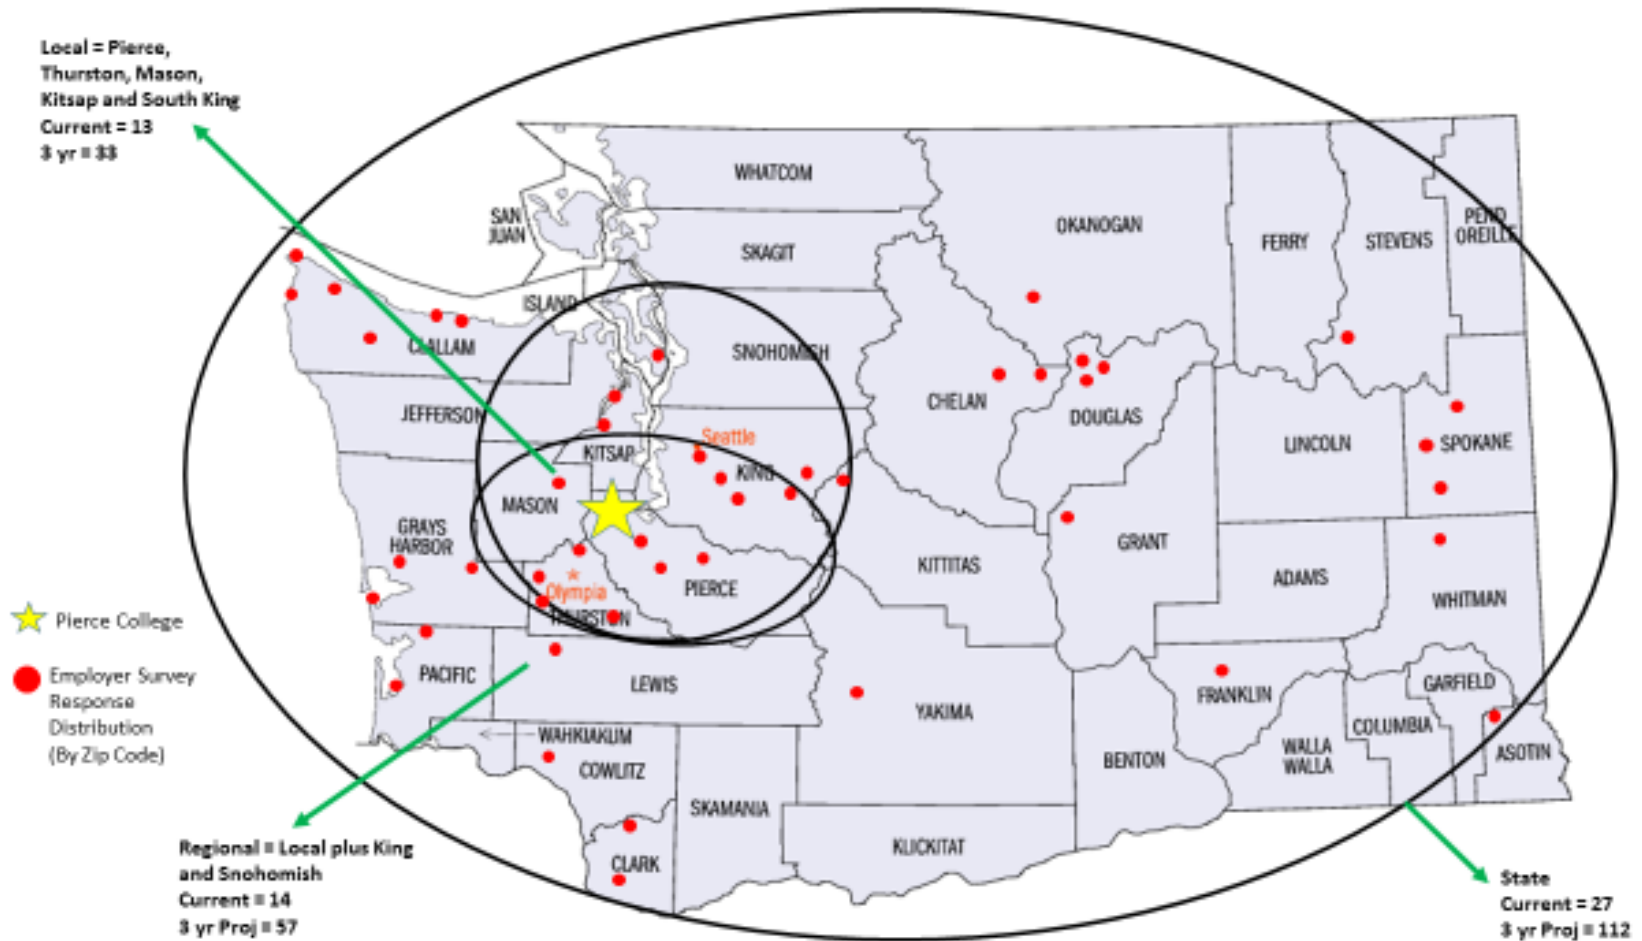 Local = Pierce,
Thurston, Mason,
Kitsap and South King
Current = 13
3 yr = 33
WHATCOM
SAN
JUAN
SKAGIT
OKANOGAN
FERRY
STEVENS
PEND
OREILLE
ISLAND
CLALLAM
SNOHOMISH
JEFFERSON
CHELAN
DOUGLAS
LINCOLN
SPOKANE
Seattle
KITSAP
KING
MASON
GRAYS
HARBOR
GRANT
KITTITAS
ADAMS
WHITMAN
PIERCE
Olympia
THURSTON
Pierce College
Employer Survey
Response
Distribution
(By Zip Code)
PACIFIC
LEWIS
YAKIMA
FRANKLIN
GARFIELD
COLUMBIA
WAHKIAKUM
COWLITZ
BENTON
WALLA
WALLA
ASOTIN
SKAMANIA
KLICKITAT
CLARK
Regional = Local plus King
and Snohomish
Current = 14
3 yr Proj = 57
State
Current = 27
3 yr Proj = 112